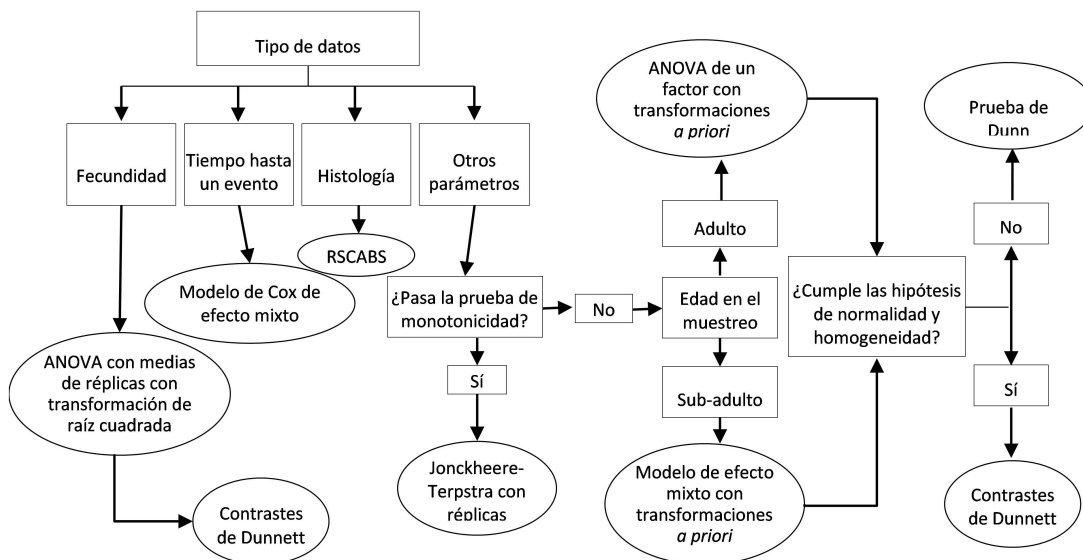 Tipo de datos
Fecundidad
Tiempo hasta
un evento
Histología
Otros
parámetros
RSCABS
Modelo de Cox de
efecto mixto
ANOVA con medias
de réplicas con
transformación de
raíz cuadrada
Contrastes
de Dunnett
¿Pasa la prueba de
monotonicidad?
Sí
Jonckheere-
Terpstra con
réplicas
No
Edad en el
muestreo
Adulto
ANOVA de un
factor con
transformaciones
a priori
Sub-adulto
Modelo de efecto
mixto con
transformaciones
a priori
¿Cumple las hipótesis
de normalidad y
homogeneidad?
No
Prueba de
Dunn
Sí
Contrastes
de Dunnett